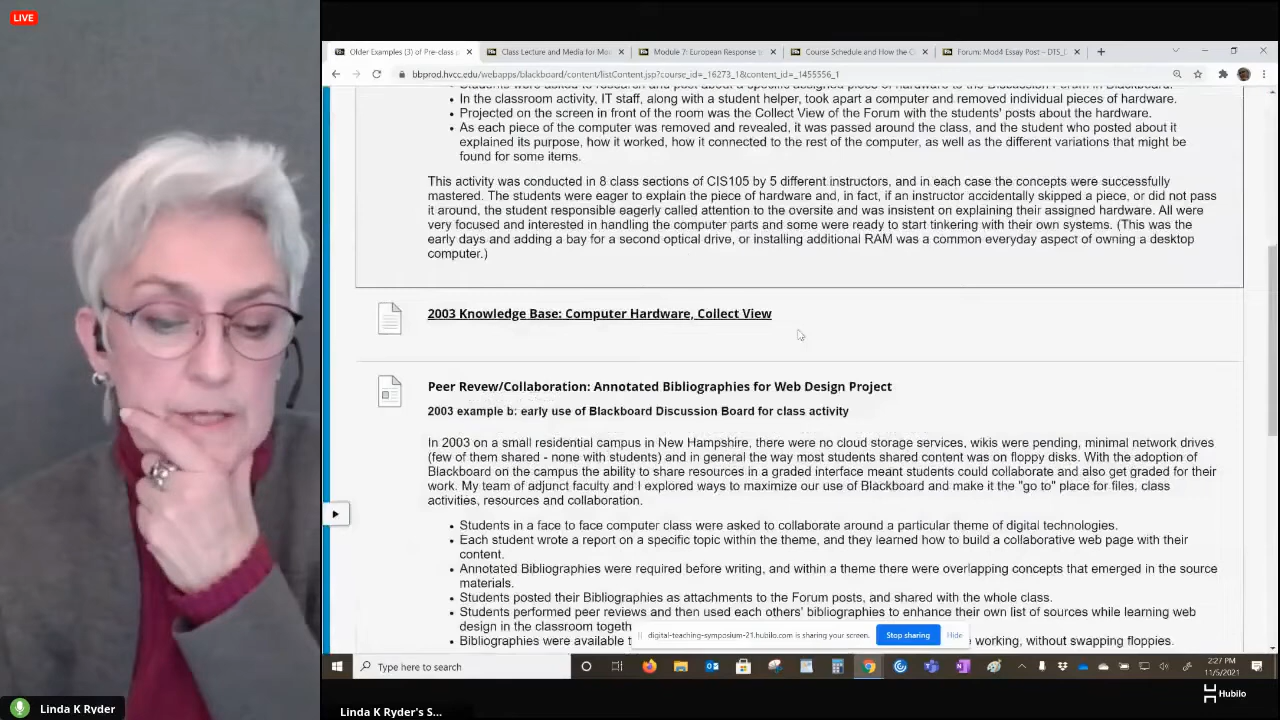 LIVE
Older Examples (3) of Pre-class
Class Lecture and Media for Mo
Module 7: European Response t
Course Schedule and How the C
Forum: Mod4 Essay Post – DTS_D
bbprod.hvcc.edu/webapps/blackboard/content/listContent.jsp?course_id=_16273_1&content_id=_1455556_1
Students were asked to research and post about a specific assigned piece of hardware to the Discussion Forum in Blackboard.
In the classroom activity, IT staff, along with a student helper, took apart a computer and removed individual pieces of hardware.
Projected on the screen in front of the room was the Collect View of the Forum with the students' posts about the hardware.
As each piece of the computer was removed and revealed, it was passed around the class, and the student who posted about it
explained its purpose, how it worked, how it connected to the rest of the computer, as well as the different variations that might be
found for some items.
This activity was conducted in 8 class sections of CIS105 by 5 different instructors, and in each case the concepts were successfully
mastered. The students were eager to explain the piece of hardware and, in fact, if an instructor accidentally skipped a piece, or did not pass
it around, the student responsible eagerly called attention to the oversite and was insistent on explaining their assigned hardware. All were
very focused and interested in handling the computer parts and some were ready to start tinkering with their own systems. (This was the
early days and adding a bay for a second optical drive, or installing additional RAM was a common everyday aspect of owning a desktop
computer.)
2003 Knowledge Base: Computer Hardware, Collect View
Peer Revew/Collaboration: Annotated Bibliographies for Web Design Project
2003 example b: early use of Blackboard Discussion Board for class activity
In 2003 on a small residential campus in New Hampshire, there were no cloud storage services, wikis were pending, minimal network drives
(few of them shared - none with students) and in general the way most students shared content was on floppy disks. With the adoption of
Blackboard on the campus the ability to share resources in a graded interface meant students could collaborate and also get graded for their
work. My team of adjunct faculty and I explored ways to maximize our use of Blackboard and make it the "go to" place for files, class
activities, resources and collaboration.
Students in a face to face computer class were asked to collaborate around a particular theme of digital technologies.
Each student wrote a report on a specific topic within the theme, and they learned how to build a collaborative web page with their
content.
Annotated Bibliographies were required before writing, and within a theme there were overlapping concepts that emerged in the source
materials.
Students posted their Bibliographies as attachments to the Forum posts, and shared with the whole class.
Students performed peer reviews and then used each others' bibliographies to enhance their own list of sources while learning web
design in the classroom togeth
Bibliographies were available t working, without swapping floppies.
digital-teaching-symposium-21.hubilo.com is sharing your screen. Stop sharing Hide
Type here to search
2:27 PM
11/5/2021
Hubilo
Linda K Ryder
Linda K Ryder's S...